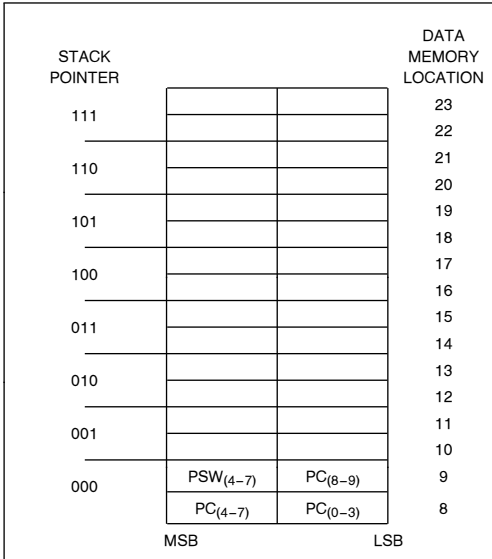 STACK
POINTER
DATA
MEMORY
LOCATION
111
23
22
110
21
20
101
19
18
100
17
16
011
15
14
010
13
12
001
11
10
000
PSW(4–7) PC(8–9) 9
PC(4–7) PC(0–3) 8
MSB LSB